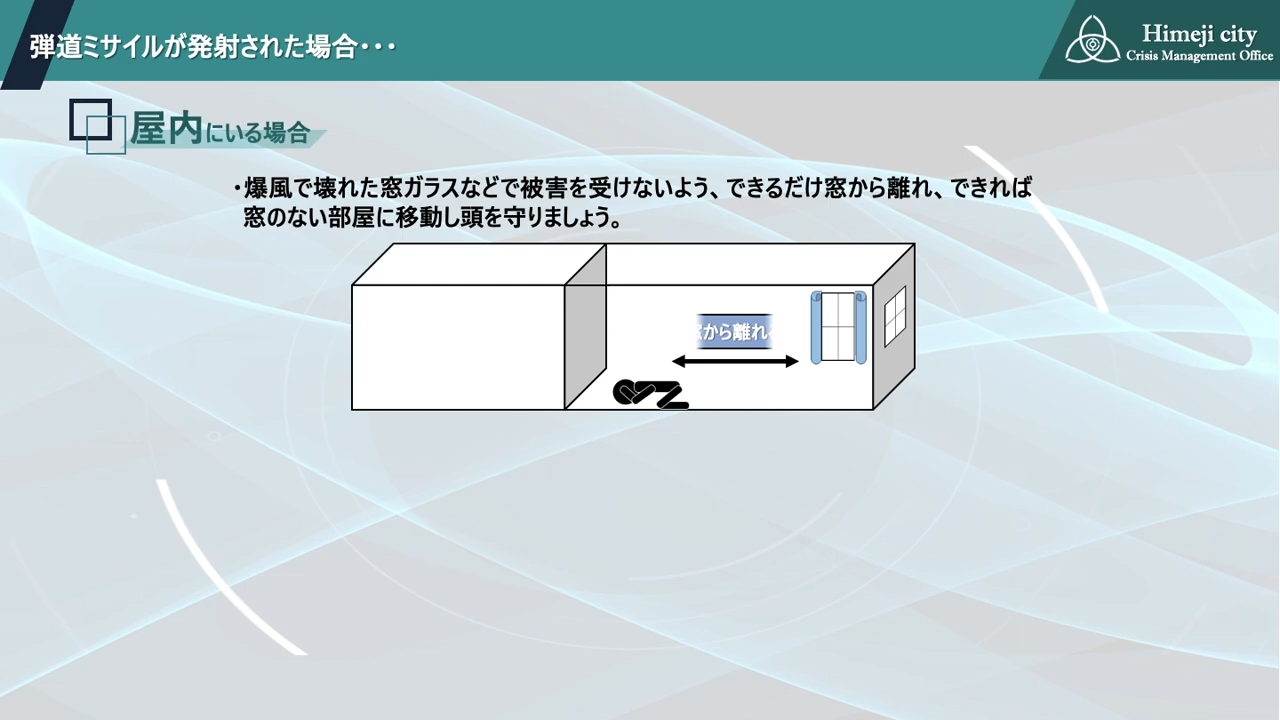 弾道ミサイルが発射された場合･･･
Himeji city
Crisis Management Office
屋内にいる場合
・爆風で壊れた窓ガラスなどで被害を受けないよう、できるだけ窓から離れ、できれば
窓のない部屋に移動し頭を守りましょう。
窓から離れ